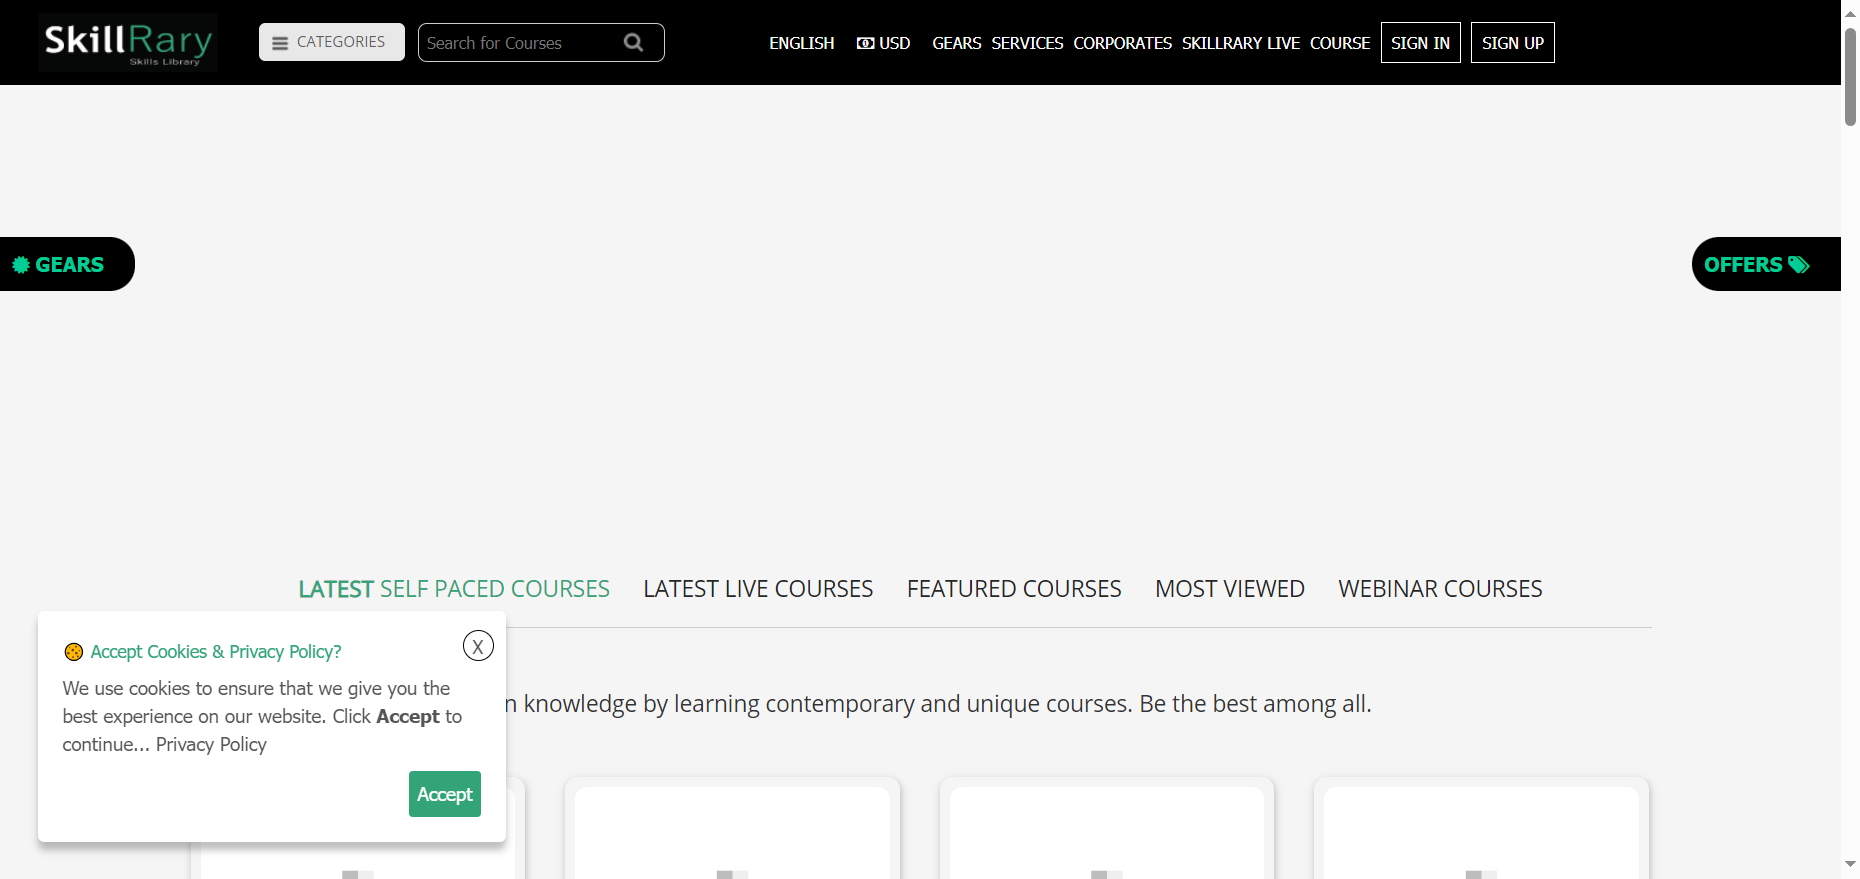 SkillRary
Skills Library
CATEGORIES
Search for Courses
ENGLISH
USD
GEARS
SERVICES
CORPORATES
SKILLRARY LIVE
COURSE
SIGN IN
SIGN UP
GEARS
OFFERS
LATEST SELF PACED COURSES
LATEST LIVE COURSES
FEATURED COURSES
MOST VIEWED
WEBINAR COURSES
knowledge by learning contemporary and unique courses. Be the best among all.
Accept Cookies & Privacy Policy?
X
We use cookies to ensure that we give you the
best experience on our website. Click Accept to
continue... Privacy Policy
Accept